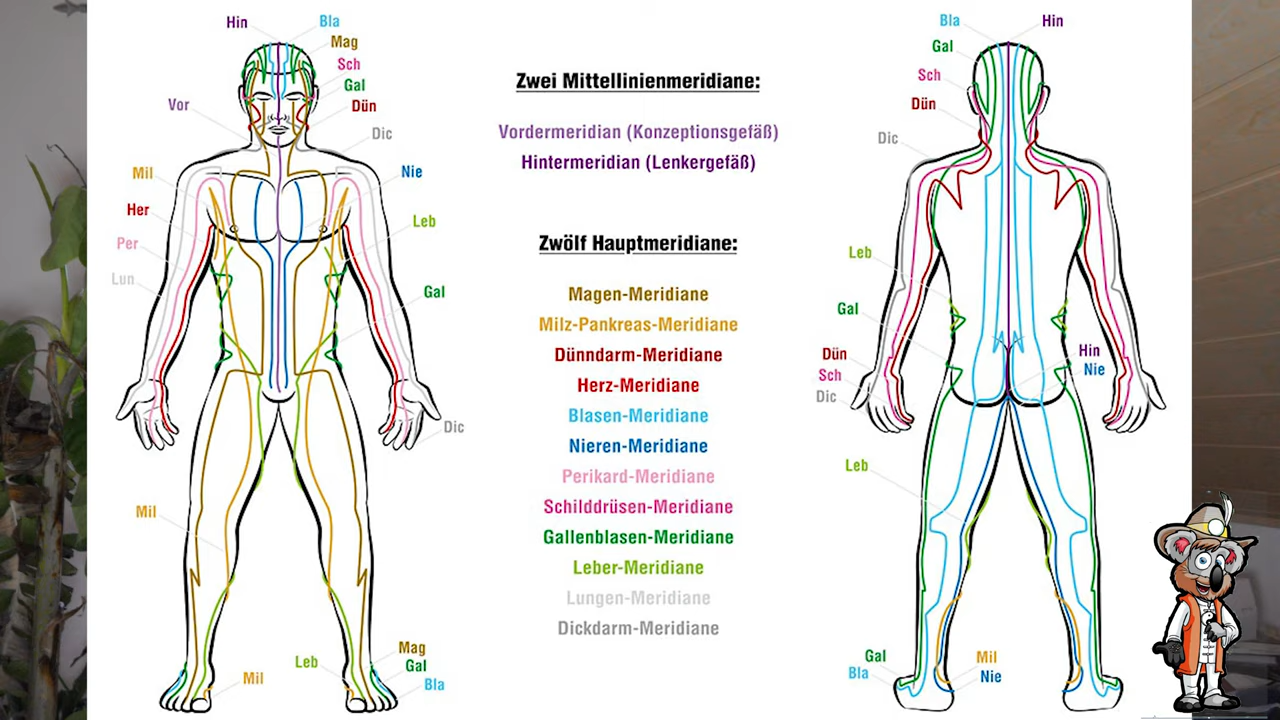 Hin
Bla
Mag
Sch
Gal
Dün
Vor
Dic
Mil
Nie
Her
Leb
Per
Lun
Gal
Dic
Mil
Leb
Mag
Gal
Bla
Mil
Zwei Mittellinienmeridiane:
Vordermeridian (Konzeptionsgefäß)
Hintermeridian (Lenkergefäß)
Zwölf Hauptmeridiane:
Magen-Meridiane
Milz-Pankreas-Meridiane
Dünndarm-Meridiane
Herz-Meridiane
Blasen-Meridiane
Nieren-Meridiane
Perikard-Meridiane
Schilddrüsen-Meridiane
Gallenblasen-Meridiane
Leber-Meridiane
Lungen-Meridiane
Dickdarm-Meridiane
Bla
Hin
Gal
Sch
Dün
Dic
Leb
Gal
Dün
Sch
Dic
Hin
Nie
Leb
Gal
Bla
Mil
Nie